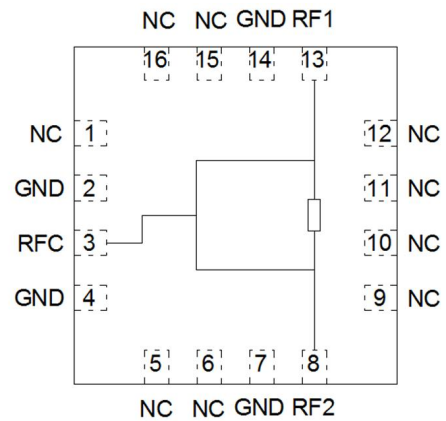 NC NC GND RF1
16 15 14 13
NC 1 12 NC
GND 2 11 NC
RFC 3 10 NC
GND 4 9 NC
5 6 7 8
NC NC GND RF2